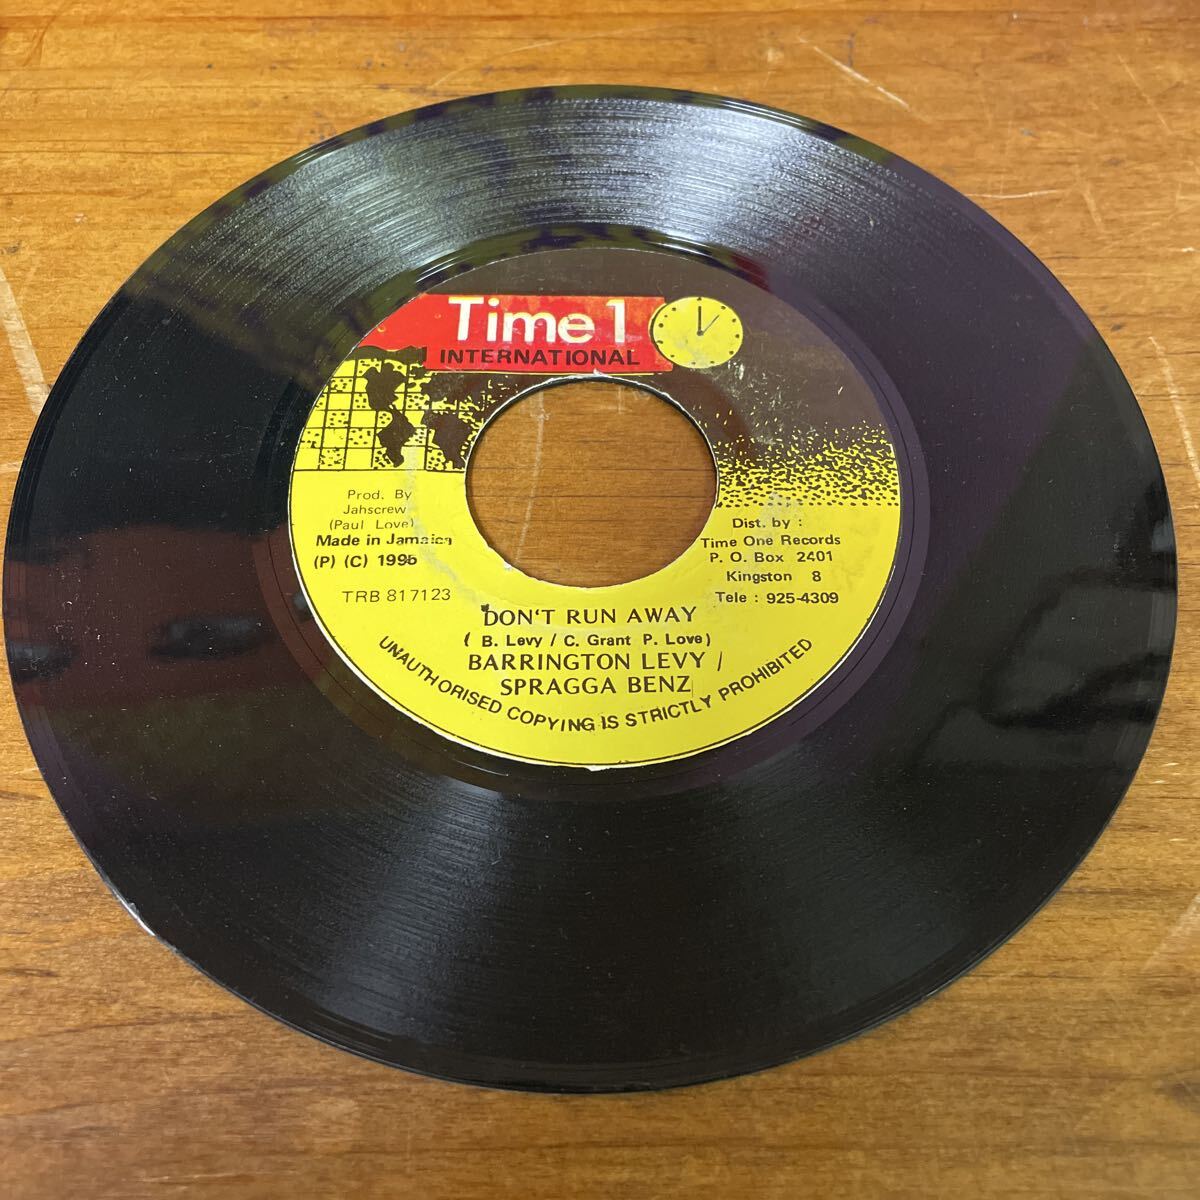 Time 1
INTERNATIONAL
Prod. By
Jahscrew
(Paul Love)
Made in Jamaica
(P) (C) 1995
TRB 817123
Dist. by :
Time One Records
P. O. Box 2401
Kingston 8
Tele : 925-4309
DON'T RUN AWAY
( B. Levy / C. Grant P. Love)
BARRINGTON LEVY /
SPRAGGA BENZ
UNAUTHORISED COPYING IS STRICTLY PROHIBITED